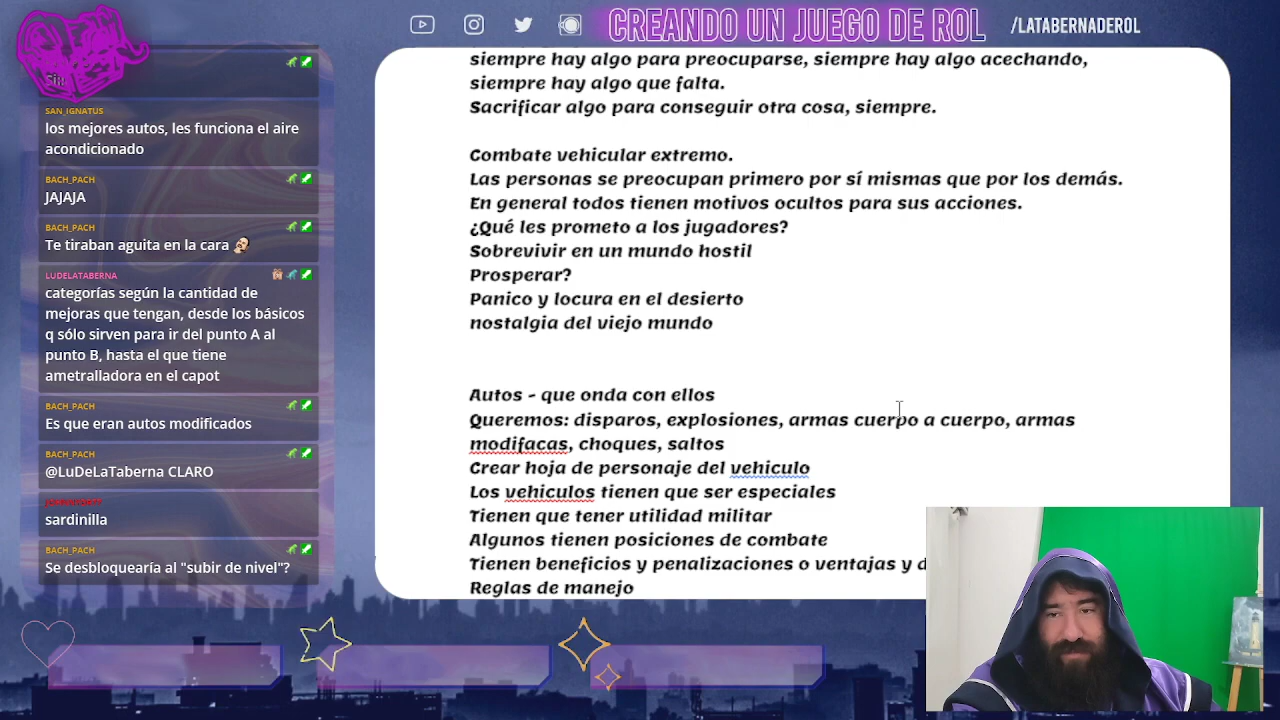 CREANDO UN JUEGO DE ROL
/LATABERNADEROL
SAN_IGNATUS
los mejores autos, les funciona el aire
acondicionado
BACH_PACH
JAJAJA
BACH_PACH
Te tiraban aguita en la cara
LUDELATABERNA
categorías según la cantidad de
mejoras que tengan, desde los básicos
q sólo sirven para ir del punto A al
punto B, hasta el que tiene
ametralladora en el capot
BACH_PACH
Es que eran autos modificados
BACH_PACH
@LuDeLaTaberna CLARO
sardinilla
BACH_PACH
Se desbloquearía al "subir de nivel"?
siempre hay algo para preocuparse, siempre hay algo acechando,
siempre hay algo que falta.
Sacrificar algo para conseguir otra cosa, siempre.
Combate vehicular extremo.
Las personas se preocupan primero por sí mismas que por los demás.
En general todos tienen motivos ocultos para sus acciones.
¿Qué les prometo a los jugadores?
Sobrevivir en un mundo hostil
Prosperar?
Panico y locura en el desierto
nostalgia del viejo mundo
Autos - que onda con ellos
Queremos: disparos, explosiones, armas cuerpo a cuerpo, armas
modifacas, choques, saltos
Crear hoja de personaje del vehiculo
Los vehiculos tienen que ser especiales
Tienen que tener utilidad militar
Algunos tienen posiciones de combate
Tienen beneficios y penalizaciones o ventajas y d
Reglas de manejo